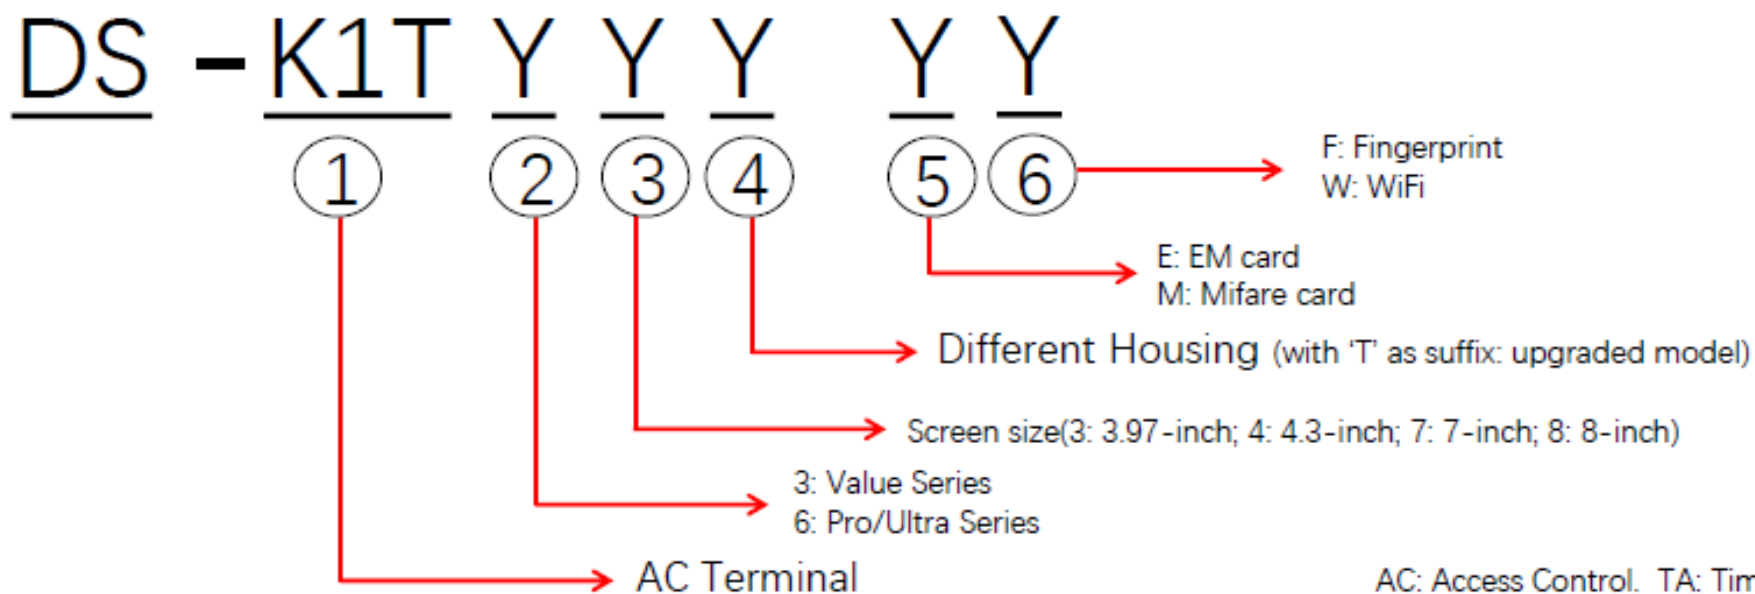 DS - K1T Y Y Y Y Y
1 2 3 4 5 6
F: Fingerprint
W: WiFi
E: EM card
M: Mifare card
Different Housing (with ‘T’ as suffix: upgraded model)
Screen size(3: 3.97-inch; 4: 4.3-inch; 7: 7-inch; 8: 8-inch)
3: Value Series
6: Pro/Ultra Series
AC Terminal
AC: Access Control. TA: